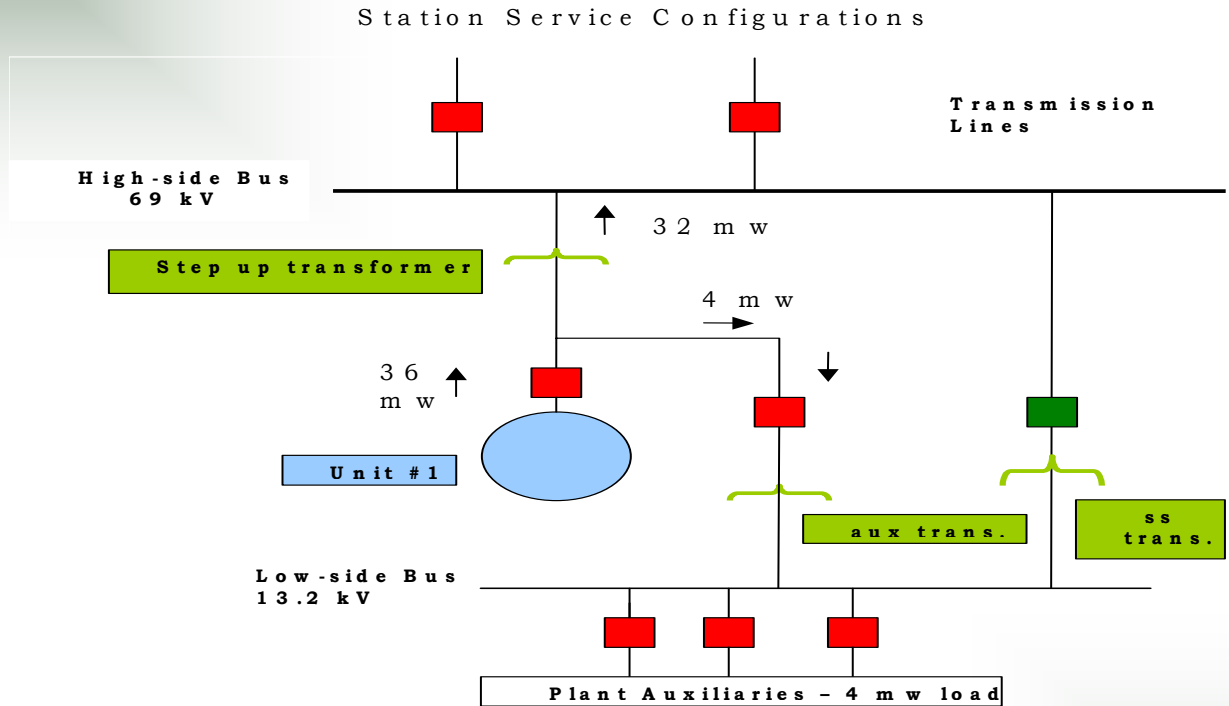 Station Service Configurations
Transmission
Lines
High-side Bus
69 kV
32 mw
Step up transformer
4 mw
36
mw
Unit #1
aux trans.
ss
trans.
Low-side Bus
13.2 kV
Plant Auxiliaries – 4 mw load